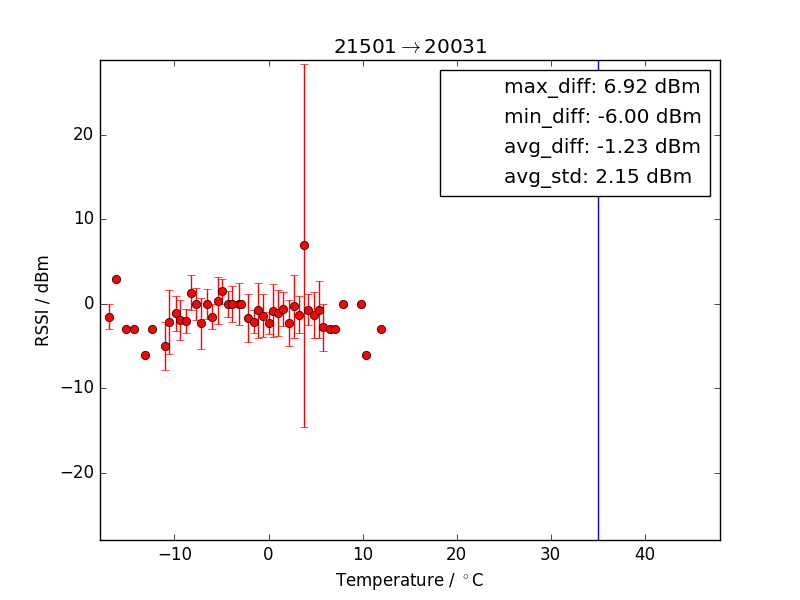 21501→20031
max_diff: 6.92 dBm
min_diff: -6.00 dBm
avg_diff: -1.23 dBm
avg_std: 2.15 dBm
RSSI / dBm
20
10
0
−10
−20
−10 0 10 20 30 40
Temperature / °C